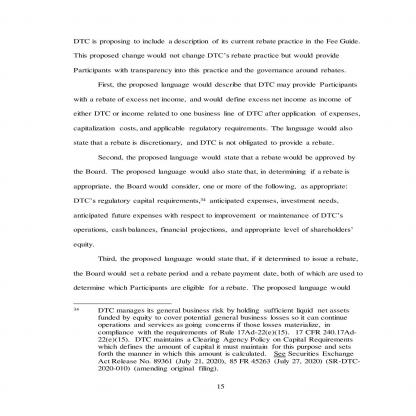 DTC is proposing to include a description of its current rebate practice in the Fee Guide.
This proposed change would not change DTC's rebate practice but would provide
Participants with transparency into this practice and the governance around rebates.
First, the proposed language would describe that DTC may provide Participants
with a rebate of excess net income, and would define excess net income as income of
either DTC or income related to one business line of DTC after application of expenses,
capitalization costs, and applicable regulatory requirements. The language would also
state that a rebate is discretionary, and DTC is not obligated to provide a rebate.
Second, the proposed language would state that a rebate would be approved by
the Board. The proposed language would also state that, in determining if a rebate is
appropriate, the Board would consider, one or more of the following, as appropriate:
DTC's regulatory capital requirements,34 anticipated expenses, investment needs,
anticipated future expenses with respect to improvement or maintenance of DTC's
operations, cash balances, financial projections, and appropriate level of shareholders'
equity.
Third, the proposed language would state that, if it determined to issue a rebate,
the Board would set a rebate period and a rebate payment date, both of which are used to
determine which Participants are eligible for a rebate. The proposed language would
34 DTC manages its general business risk by holding sufficient liquid net assets
funded by equity to cover potential general business losses so it can continue
operations and services as going concerns if those losses materialize, in
compliance with the requirements of Rule 17Ad-22(e)(15). 17 CFR 240.17Ad-
22(e)(15). DTC maintains a Clearing Agency Policy on Capital Requirements
which defines the amount of capital it must maintain for this purpose and sets
forth the manner in which this amount is calculated. See Securities Exchange
Act Release No. 89361 (July 21, 2020), 85 FR 45263 (July 27, 2020) (SR-DTC-
2020-010) (amending original filing).
15